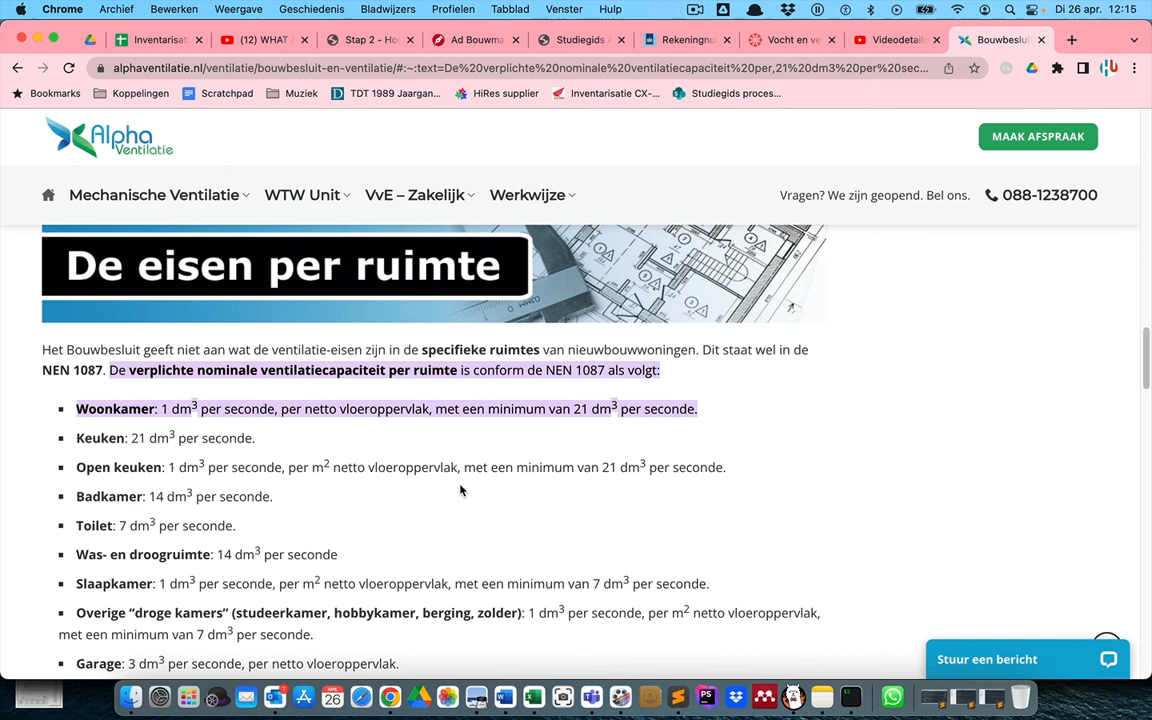 Chrome Archief Bewerken Weergave Geschiedenis Bladwijzers Profielen Tabblad Venster Help Di 26 apr. 12:15
Inventarisat (12) WHAT A Stap 2 - Ho Ad Bouwma Studiegids Rekeningnu Vocht en ve Videodetails Bouwbeslui
alphaventilatie.nl/ventilatie/bouwbesluit-en-ventilatie/#:~:text=De%20verplichte%20nominale%20ventilatiecapaciteit%20per,21%20dm3%20per%20sec...
Bookmarks Koppelingen Scratchpad Muziek TDT 1989 Jaargan... HiRes supplier Inventarisatie CX-... Studiegids proces...
Alpha
Ventilatie
MAAK AFSPRAAK
Mechanische Ventilatie WTW Unit VvE – Zakelijk Werkwijze Vragen? We zijn geopend. Bel ons. 088-1238700
De eisen per ruimte
Het Bouwbesluit geeft niet aan wat de ventilatie-eisen zijn in de specifieke ruimtes van nieuwbouwwoningen. Dit staat wel in de
NEN 1087. De verplichte nominale ventilatiecapaciteit per ruimte is conform de NEN 1087 als volgt:
▪ Woonkamer: 1 dm³ per seconde, per netto vloeroppervlak, met een minimum van 21 dm³ per seconde.
▪ Keuken: 21 dm³ per seconde.
▪ Open keuken: 1 dm³ per seconde, per m² netto vloeroppervlak, met een minimum van 21 dm³ per seconde.
▪ Badkamer: 14 dm³ per seconde.
▪ Toilet: 7 dm³ per seconde.
▪ Was- en droogruimte: 14 dm³ per seconde
▪ Slaapkamer: 1 dm³ per seconde, per m² netto vloeroppervlak, met een minimum van 7 dm³ per seconde.
▪ Overige “droge kamers” (studeerkamer, hobbykamer, berging, zolder): 1 dm³ per seconde, per m² netto vloeroppervlak,
met een minimum van 7 dm³ per seconde.
▪ Garage: 3 dm³ per seconde, per netto vloeroppervlak.
Stuur een bericht